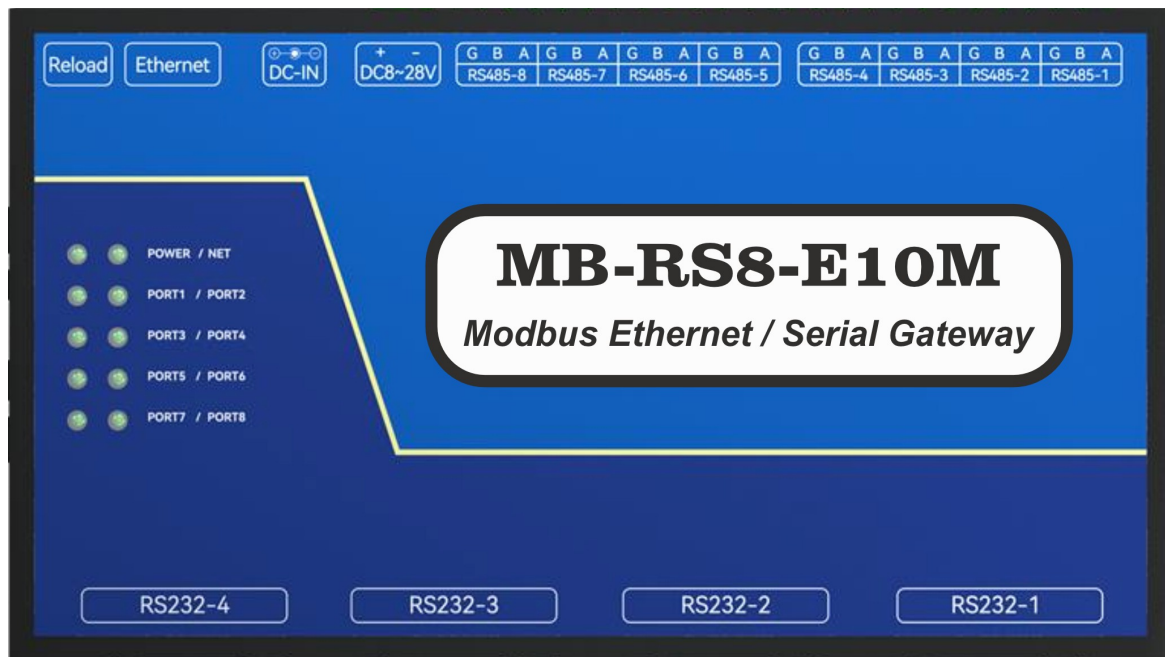 Reload Ethernet DC-IN + - DC8~28V
G B A G B A G B A G B A G B A G B A G B A G B A
RS485-8 RS485-7 RS485-6 RS485-5 RS485-4 RS485-3 RS485-2 RS485-1
POWER / NET
PORT1 / PORT2
PORT3 / PORT4
PORT5 / PORT6
PORT7 / PORT8
MB-RS8-E10M
Modbus Ethernet / Serial Gateway
RS232-4 RS232-3 RS232-2 RS232-1